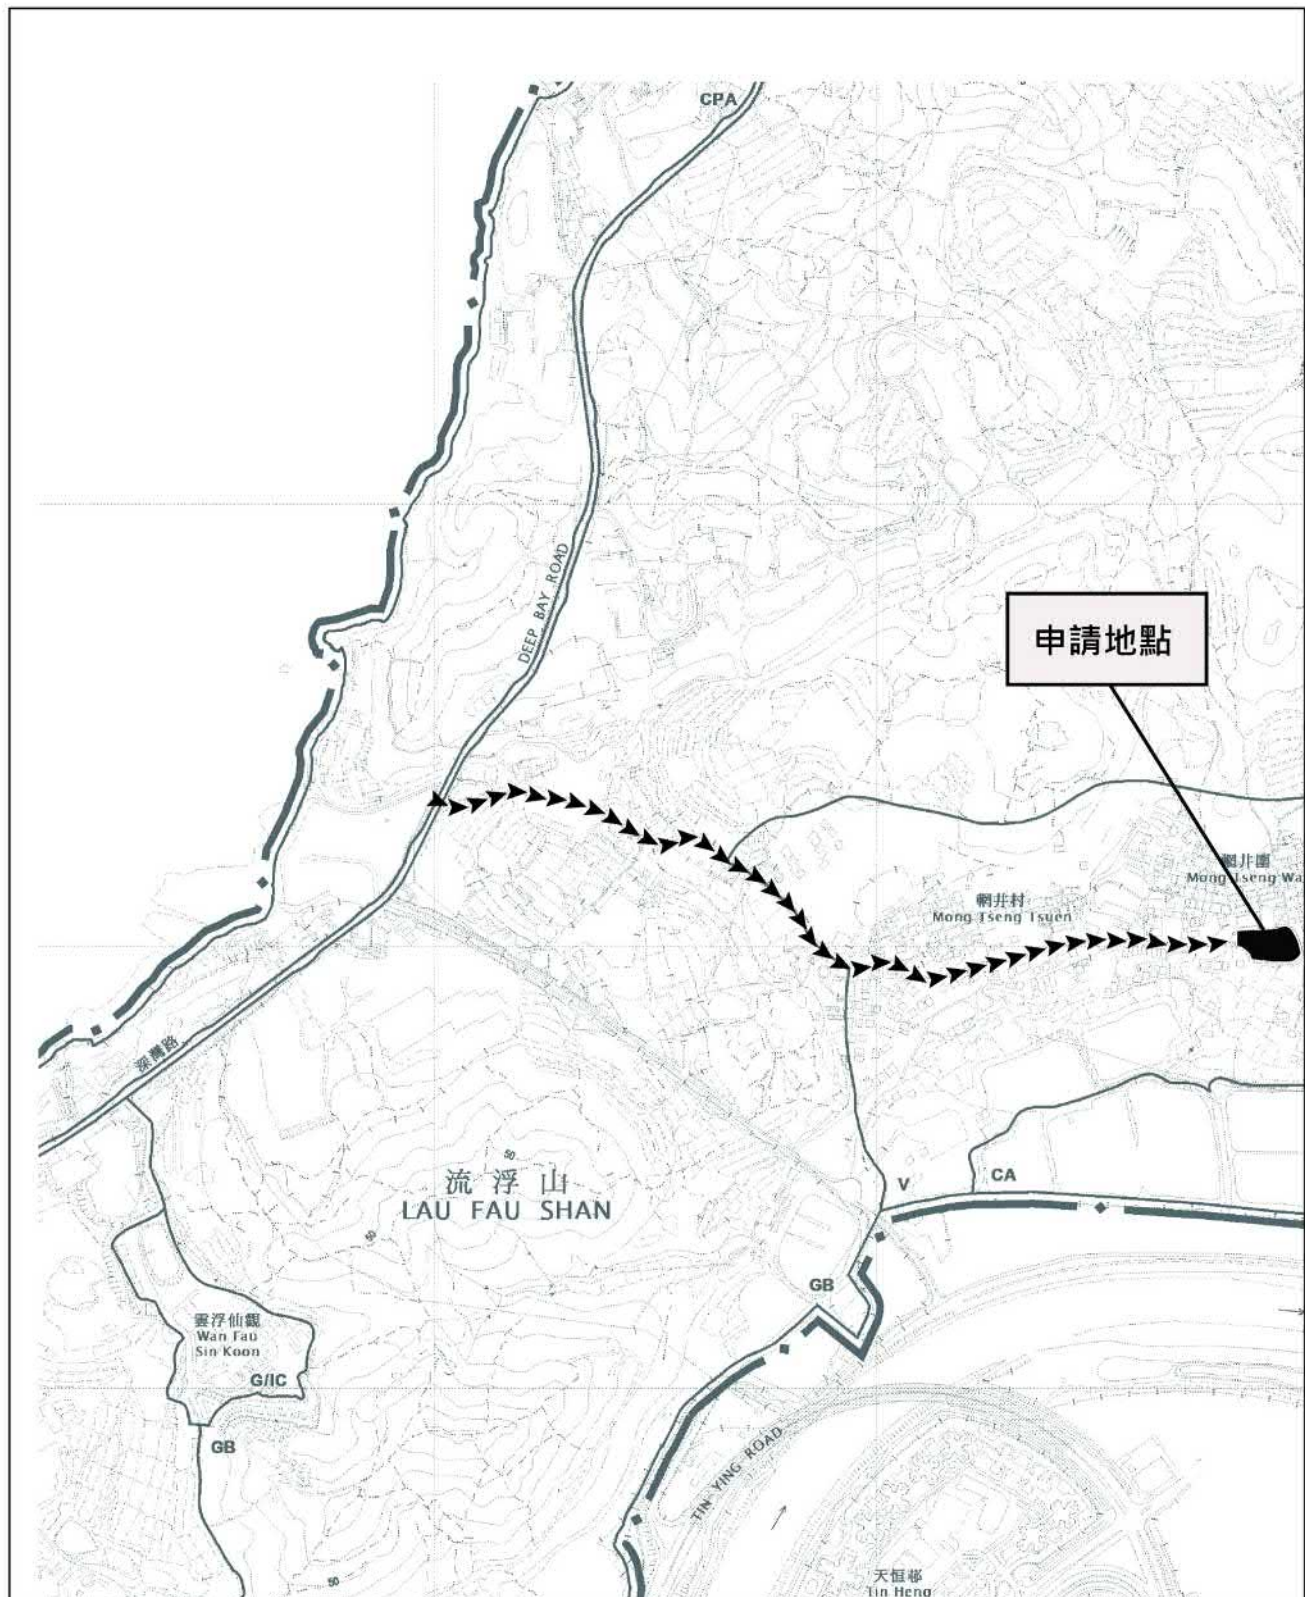 CPA
DEEP BAY ROAD
申請地點
網井圍
Mong Tseng Wa
輞井村
Mong Tseng Tsuen
深灣路
50
流浮山
LAU FAU SHAN
V
CA
50
GB
雲浮仙觀
Wan Fau
Sin Koon
G/IC
GB
TIN YING ROAD
50
天恒邨
Tin Heng